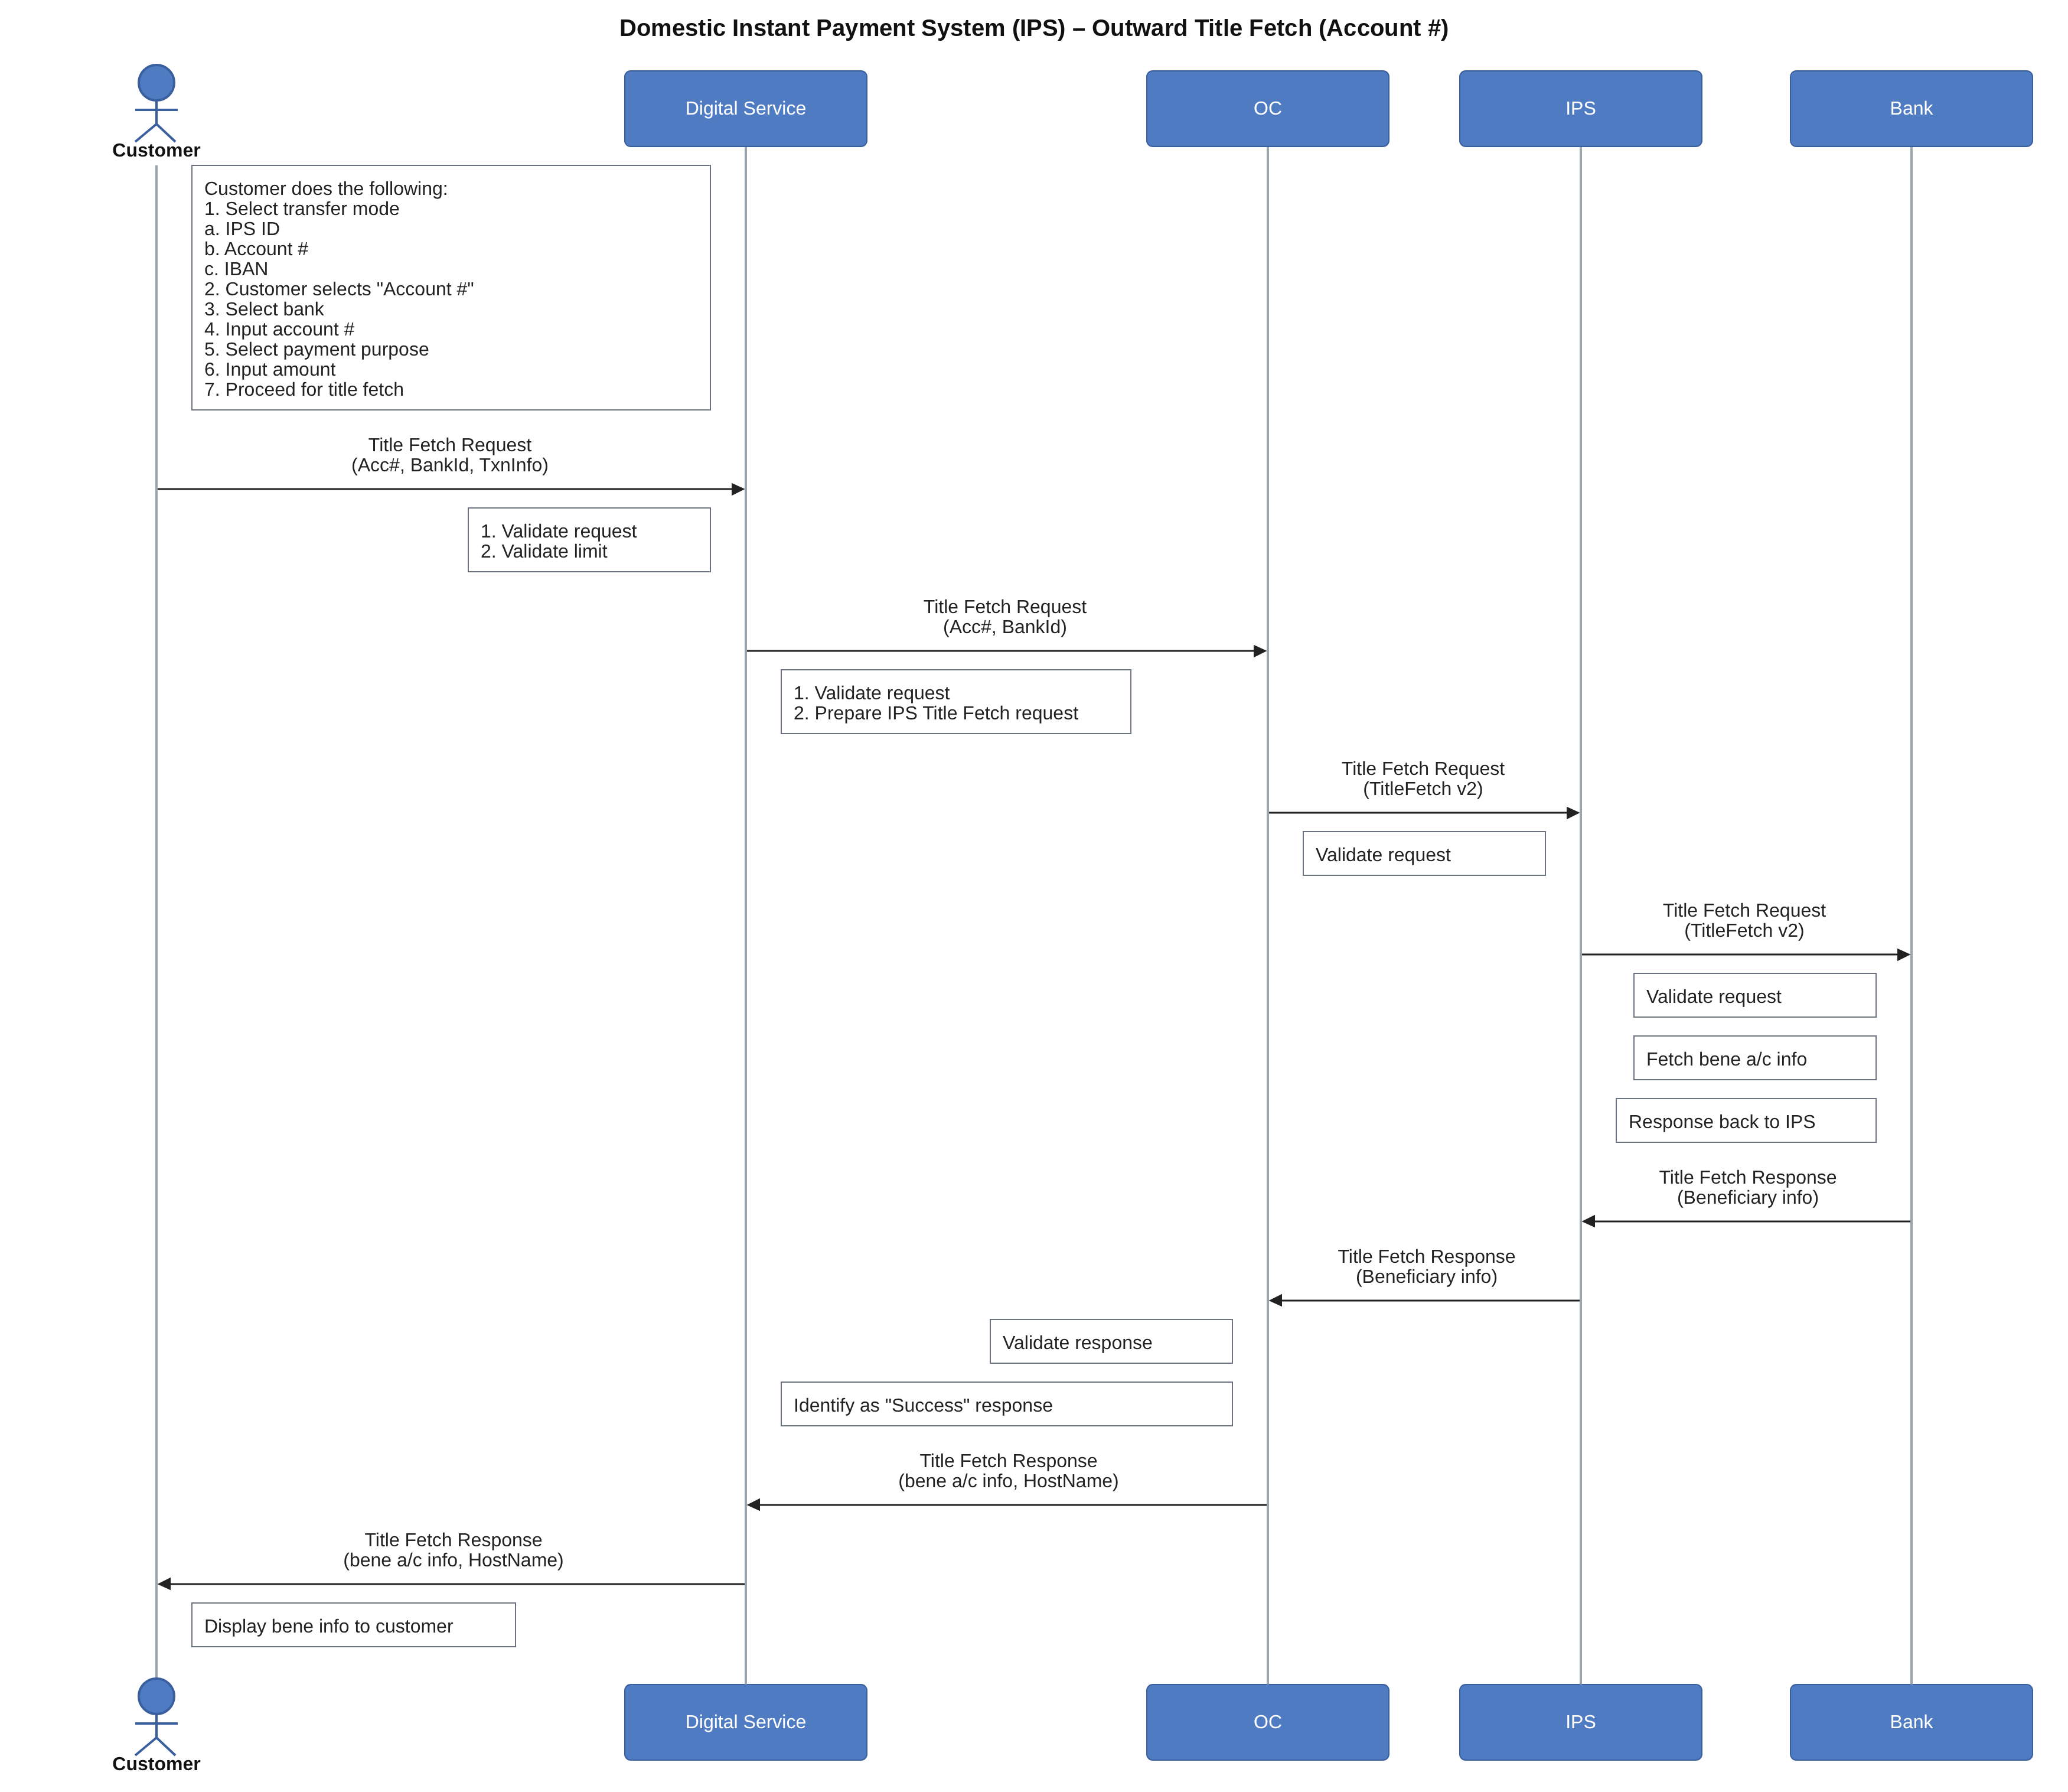 Domestic Instant Payment System (IPS) – Outward Title Fetch (Account #)
Customer
Digital Service
OC
IPS
Bank
Customer does the following:
1. Select transfer mode
a. IPS ID
b. Account #
c. IBAN
2. Customer selects "Account #"
3. Select bank
4. Input account #
5. Select payment purpose
6. Input amount
7. Proceed for title fetch
Title Fetch Request
(Acc#, BankId, TxnInfo)
1. Validate request
2. Validate limit
Title Fetch Request
(Acc#, BankId)
1. Validate request
2. Prepare IPS Title Fetch request
Title Fetch Request
(TitleFetch v2)
Validate request
Title Fetch Request
(TitleFetch v2)
Validate request
Fetch bene a/c info
Response back to IPS
Title Fetch Response
(Beneficiary info)
Title Fetch Response
(Beneficiary info)
Validate response
Identify as "Success" response
Title Fetch Response
(bene a/c info, HostName)
Title Fetch Response
(bene a/c info, HostName)
Display bene info to customer
Customer
Digital Service
OC
IPS
Bank